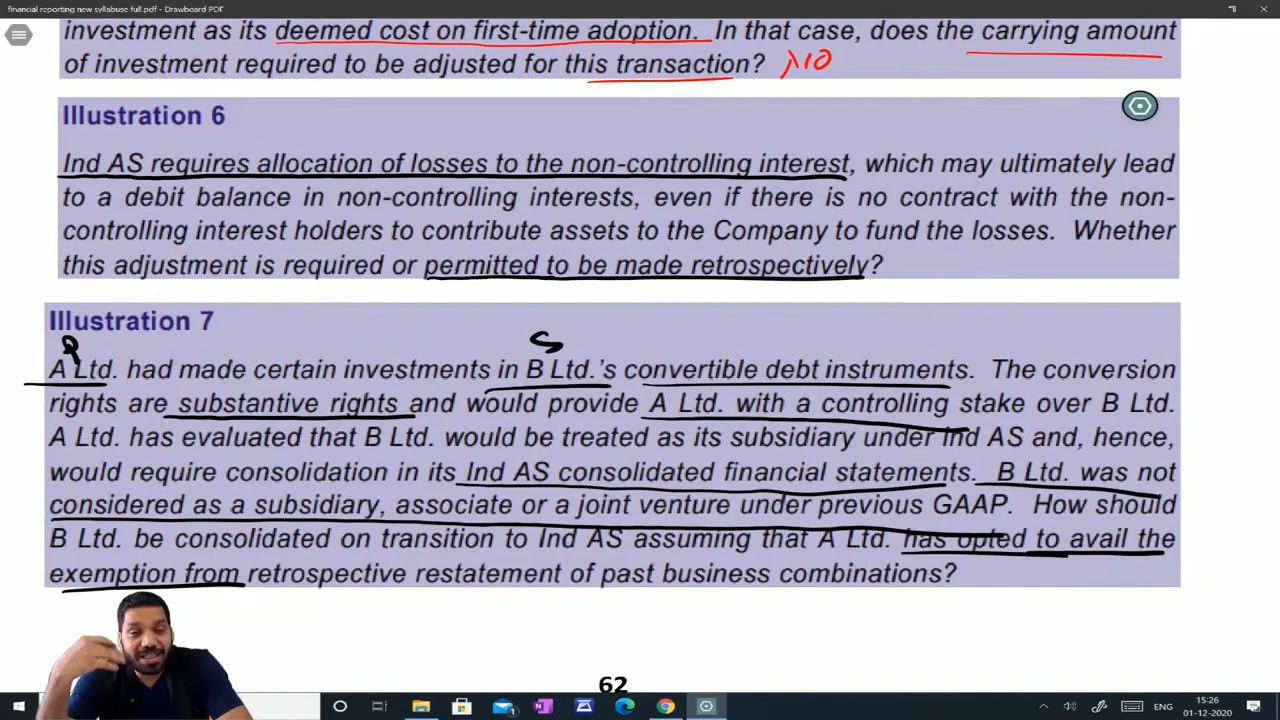 financial reporting new syllabuse full.pdf - Drawboard PDF
investment as its deemed cost on first-time adoption. In that case, does the carrying amount
of investment required to be adjusted for this transaction?
Illustration 6
Ind AS requires allocation of losses to the non-controlling interest, which may ultimately lead
to a debit balance in non-controlling interests, even if there is no contract with the non-
controlling interest holders to contribute assets to the Company to fund the losses. Whether
this adjustment is required or permitted to be made retrospectively?
Illustration 7
P S
A Ltd. had made certain investments in B Ltd.'s convertible debt instruments. The conversion
rights are substantive rights and would provide A Ltd. with a controlling stake over B Ltd.
A Ltd. has evaluated that B Ltd. would be treated as its subsidiary under Ind AS and, hence,
would require consolidation in its Ind AS consolidated financial statements. B Ltd. was not
considered as a subsidiary, associate or a joint venture under previous GAAP. How should
B Ltd. be consolidated on transition to Ind AS assuming that A Ltd. has opted to avail the
exemption from retrospective restatement of past business combinations?
62
ENG
15:26
01-12-2020